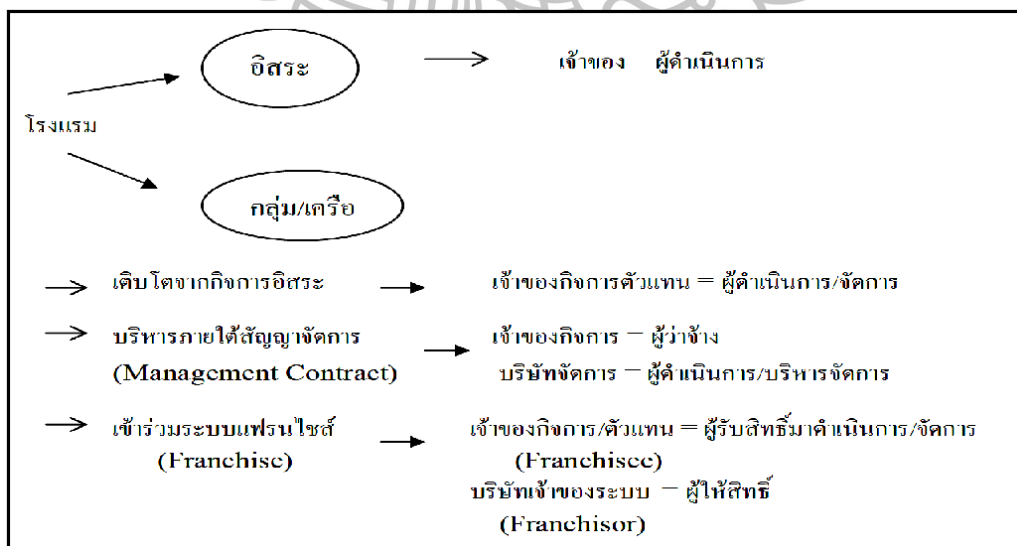 อิสระ
เจ้าของ ผู้ดำเนินการ
โรงแรม
กลุ่ม/เครือ
เติบโตจากกิจการอิสระ
เจ้าของกิจการตัวแทน = ผู้ดำเนินการ/จัดการ
บริหารภายใต้สัญญาจัดการ
(Management Contract)
เจ้าของกิจการ = ผู้ว่าจ้าง
บริษัทจัดการ = ผู้ดำเนินการ/บริหารจัดการ
เข้าร่วมระบบแฟรนไชส์
(Franchise)
เจ้าของกิจการ/ตัวแทน = ผู้รับสิทธิ์มาดำเนินการ/จัดการ
(Franchisee)
บริษัทเจ้าของระบบ = ผู้ให้สิทธิ์
(Franchisor)